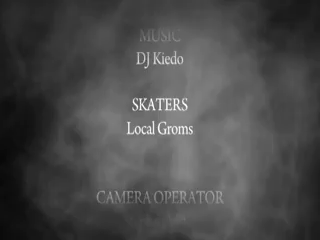 MUSIC
DJ Kiedo
SKATERS
Local Groms
CAMERA OPERATOR